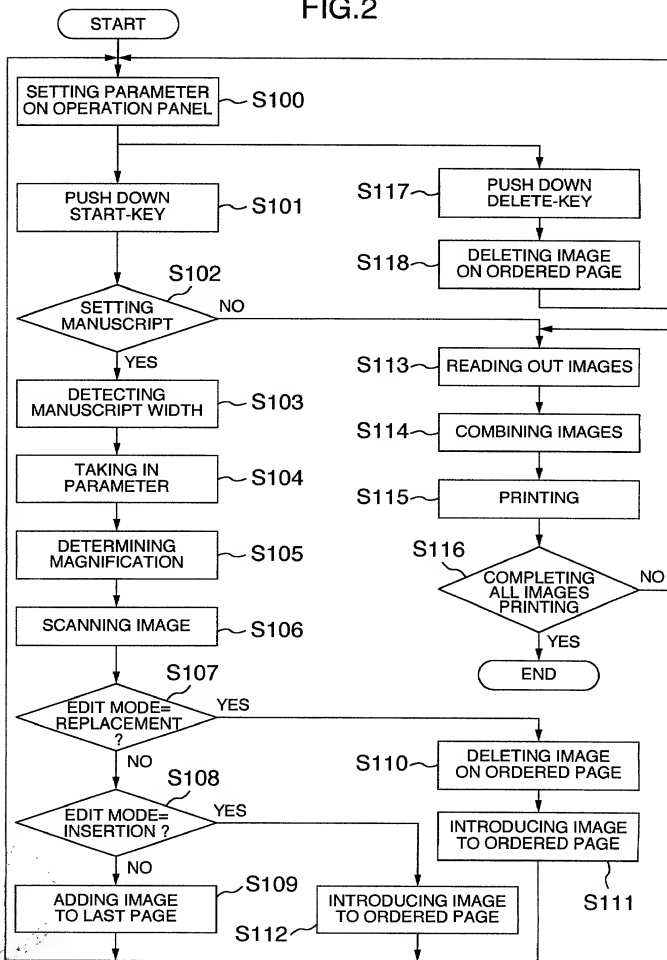 FIG.2
START
SETTING PARAMETER
ON OPERATION PANEL
S100
PUSH DOWN
START-KEY
S101
S117
PUSH DOWN
DELETE-KEY
S118
DELETING IMAGE
ON ORDERED PAGE
S102
SETTING
MANUSCRIPT
NO
YES
DETECTING
MANUSCRIPT WIDTH
S103
S113
READING OUT IMAGES
TAKING IN
PARAMETER
S104
S114
COMBINING IMAGES
DETERMINING
MAGNIFICATION
S105
S115
PRINTING
SCANNING IMAGE
S106
S116
COMPLETING
ALL IMAGES
PRINTING
NO
YES
END
S107
EDIT MODE=
REPLACEMENT
?
YES
NO
S110
DELETING IMAGE
ON ORDERED PAGE
S108
EDIT MODE=
INSERTION ?
YES
NO
INTRODUCING IMAGE
TO ORDERED PAGE
S111
ADDING IMAGE
TO LAST PAGE
S109
S112
INTRODUCING IMAGE
TO ORDERED PAGE